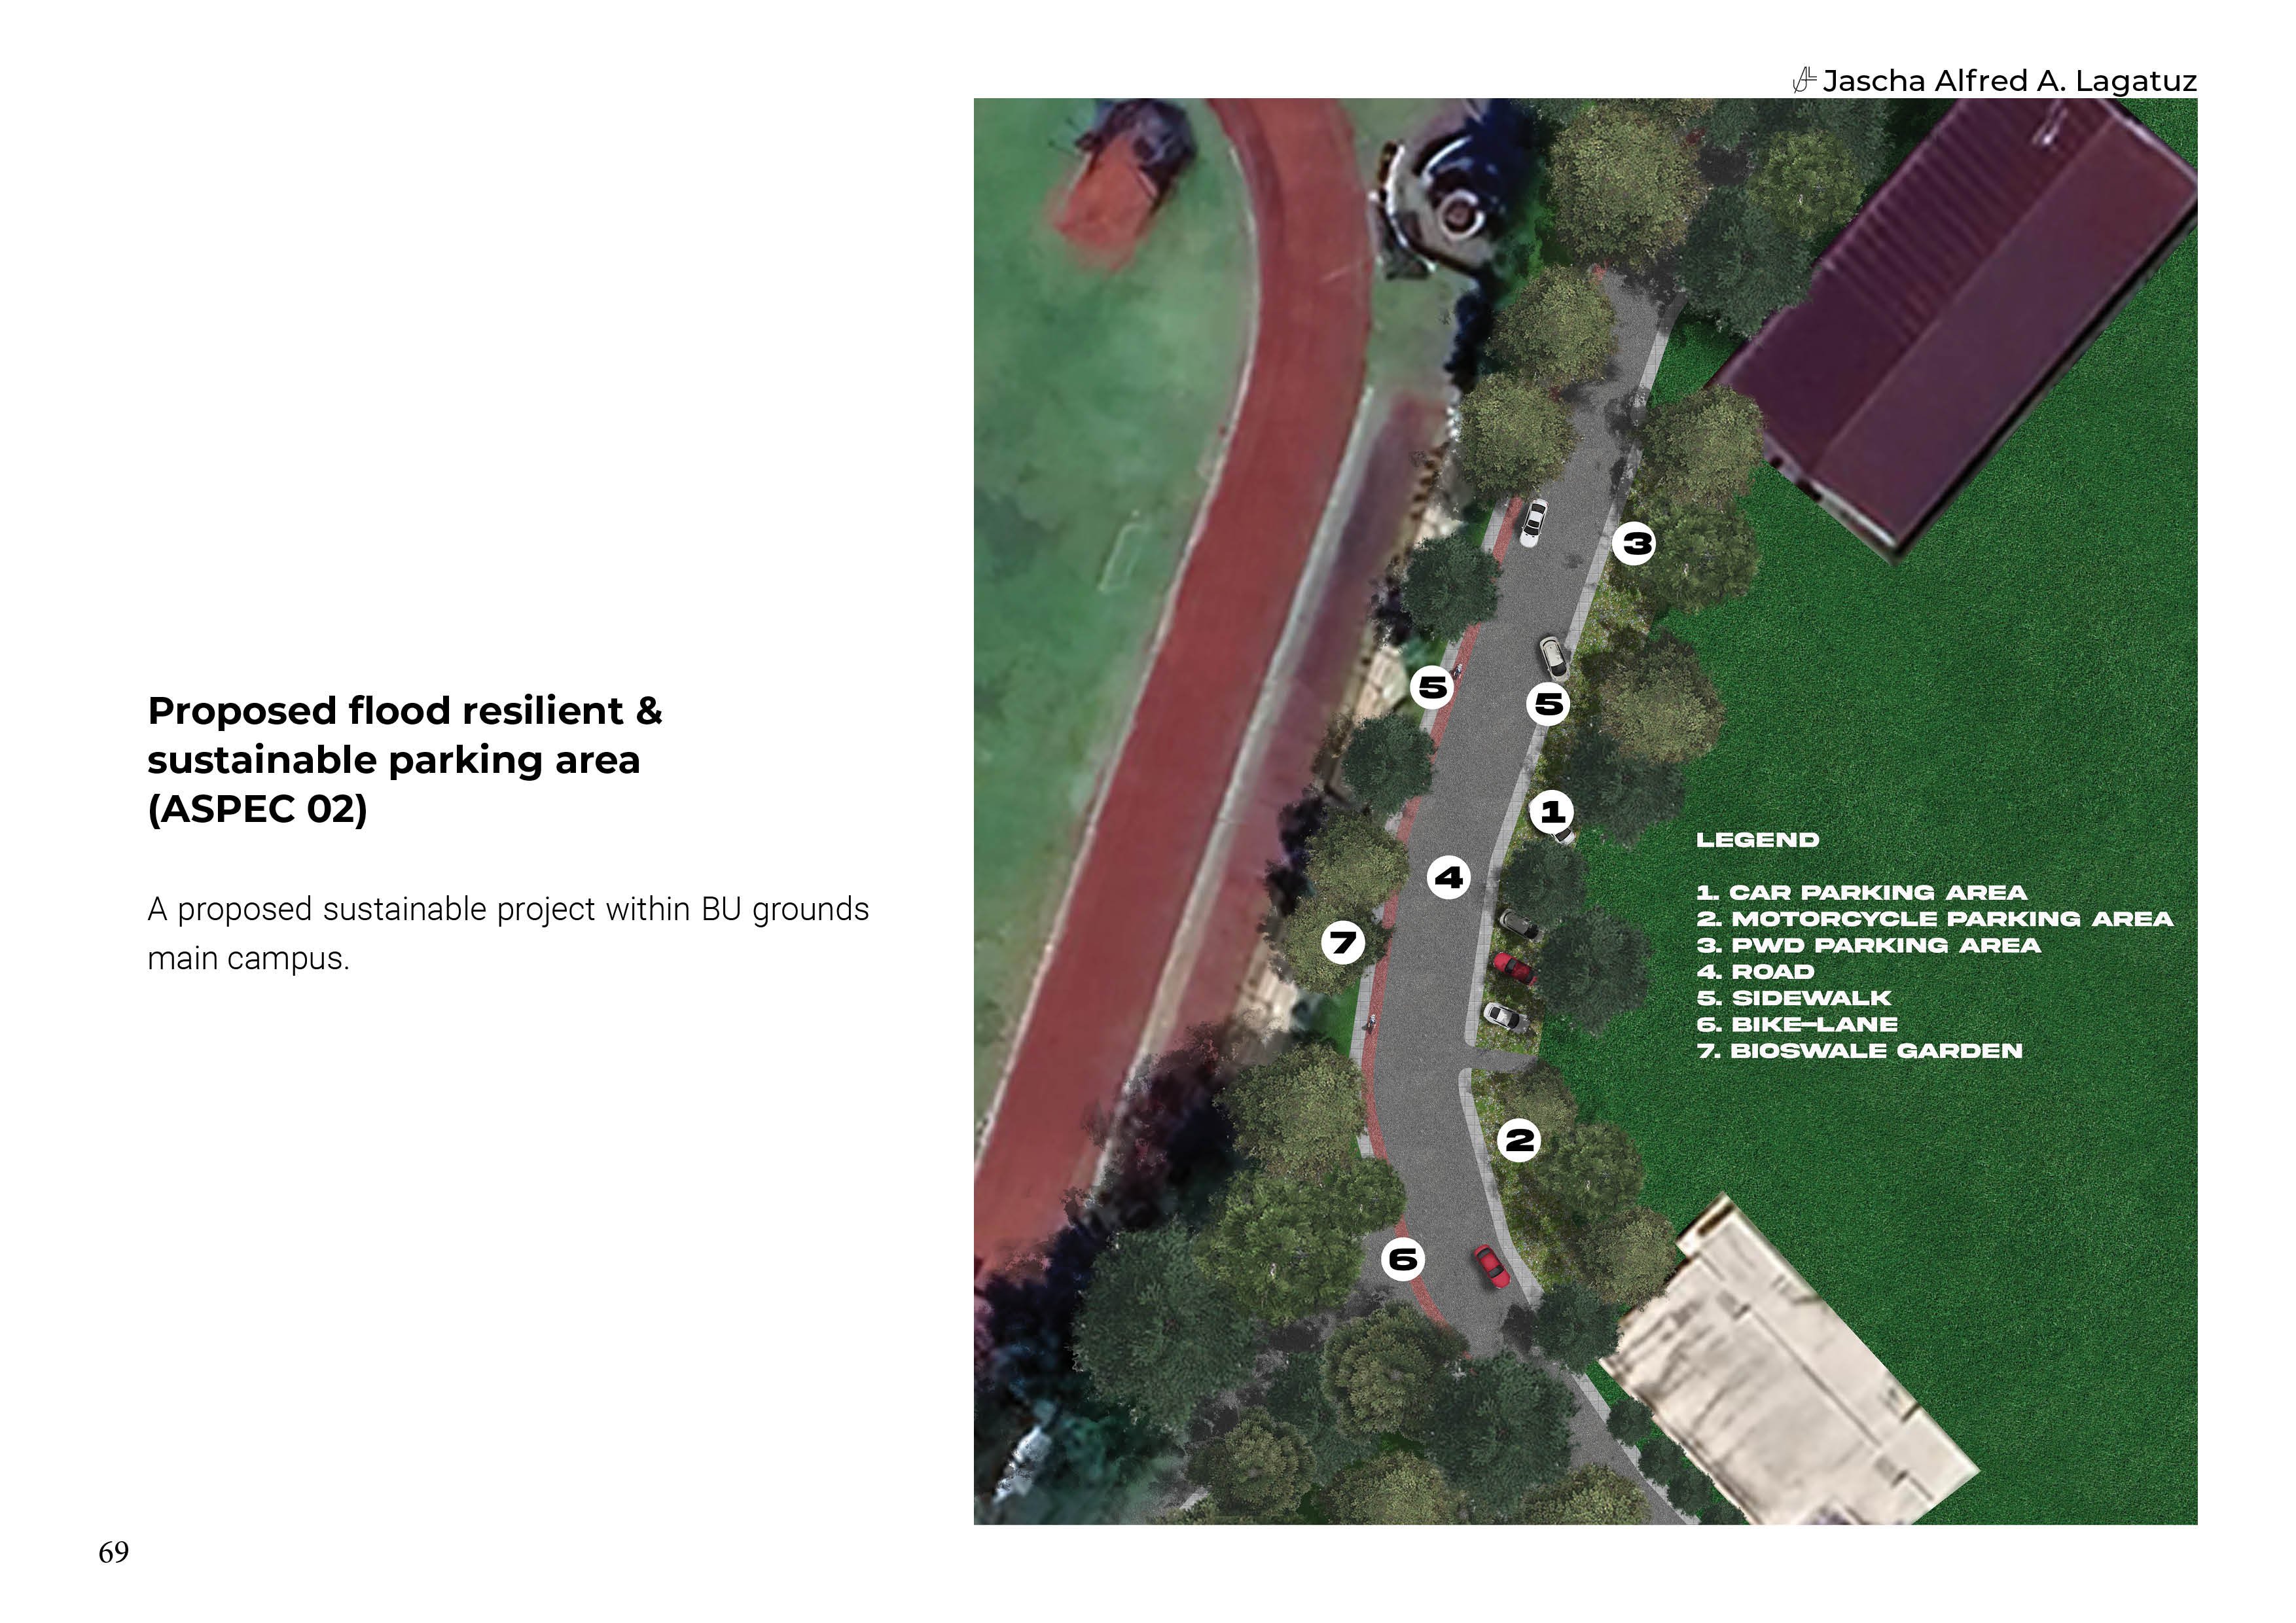 Jascha Alfred A. Lagatuz
Proposed flood resilient &
sustainable parking area
(ASPEC 02)
A proposed sustainable project within BU grounds
main campus.
3
5
5
1
4
7
2
6
LEGEND
1. CAR PARKING AREA
2. MOTORCYCLE PARKING AREA
3. PWD PARKING AREA
4. ROAD
5. SIDEWALK
6. BIKE-LANE
7. BIOSWALE GARDEN
69